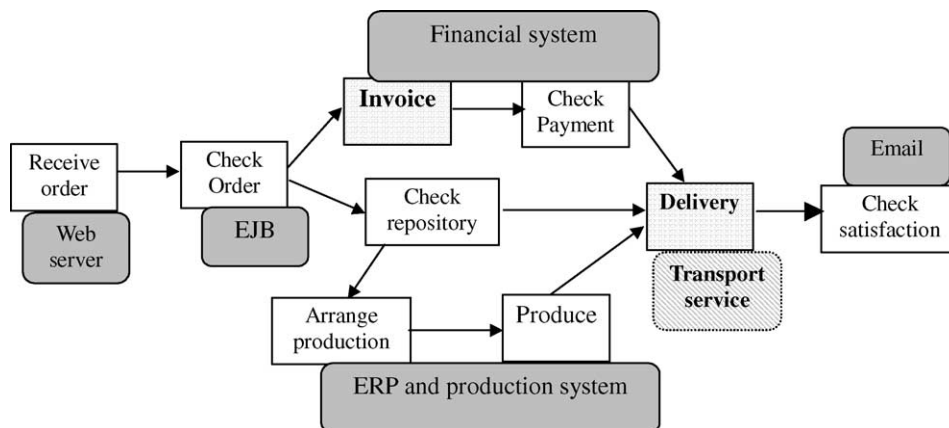 Financial system
Invoice
Check
Payment
Receive
order
Check
Order
Email
Check
satisfaction
Web
server
EJB
Check
repository
Delivery
Transport
service
Arrange
production
Produce
ERP and production system